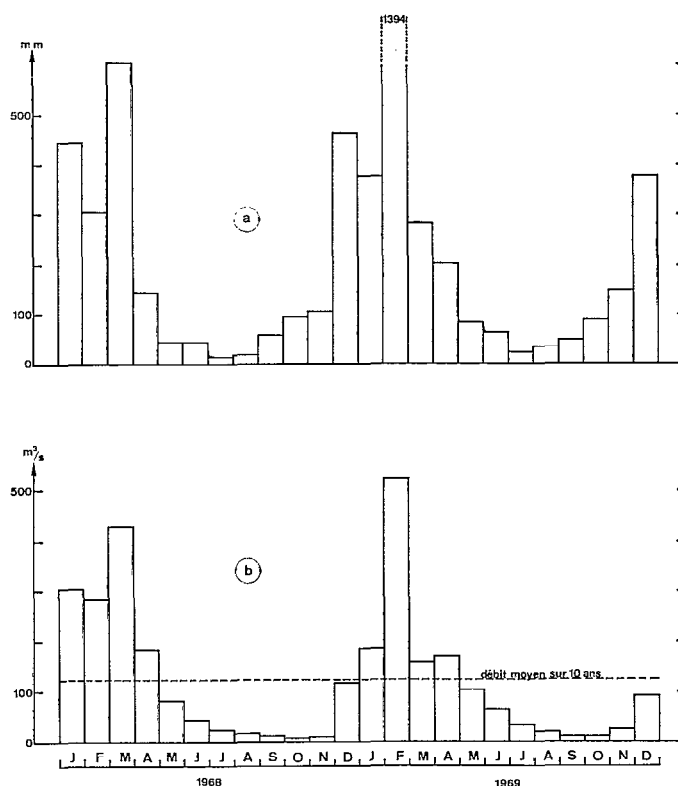 1394
mm
500
a
100
0
m³/s
500
b
débit moyen sur 10 ans
100
0
J F M A M J J A S O N D J F M A M J J A S O N D
1968 1969